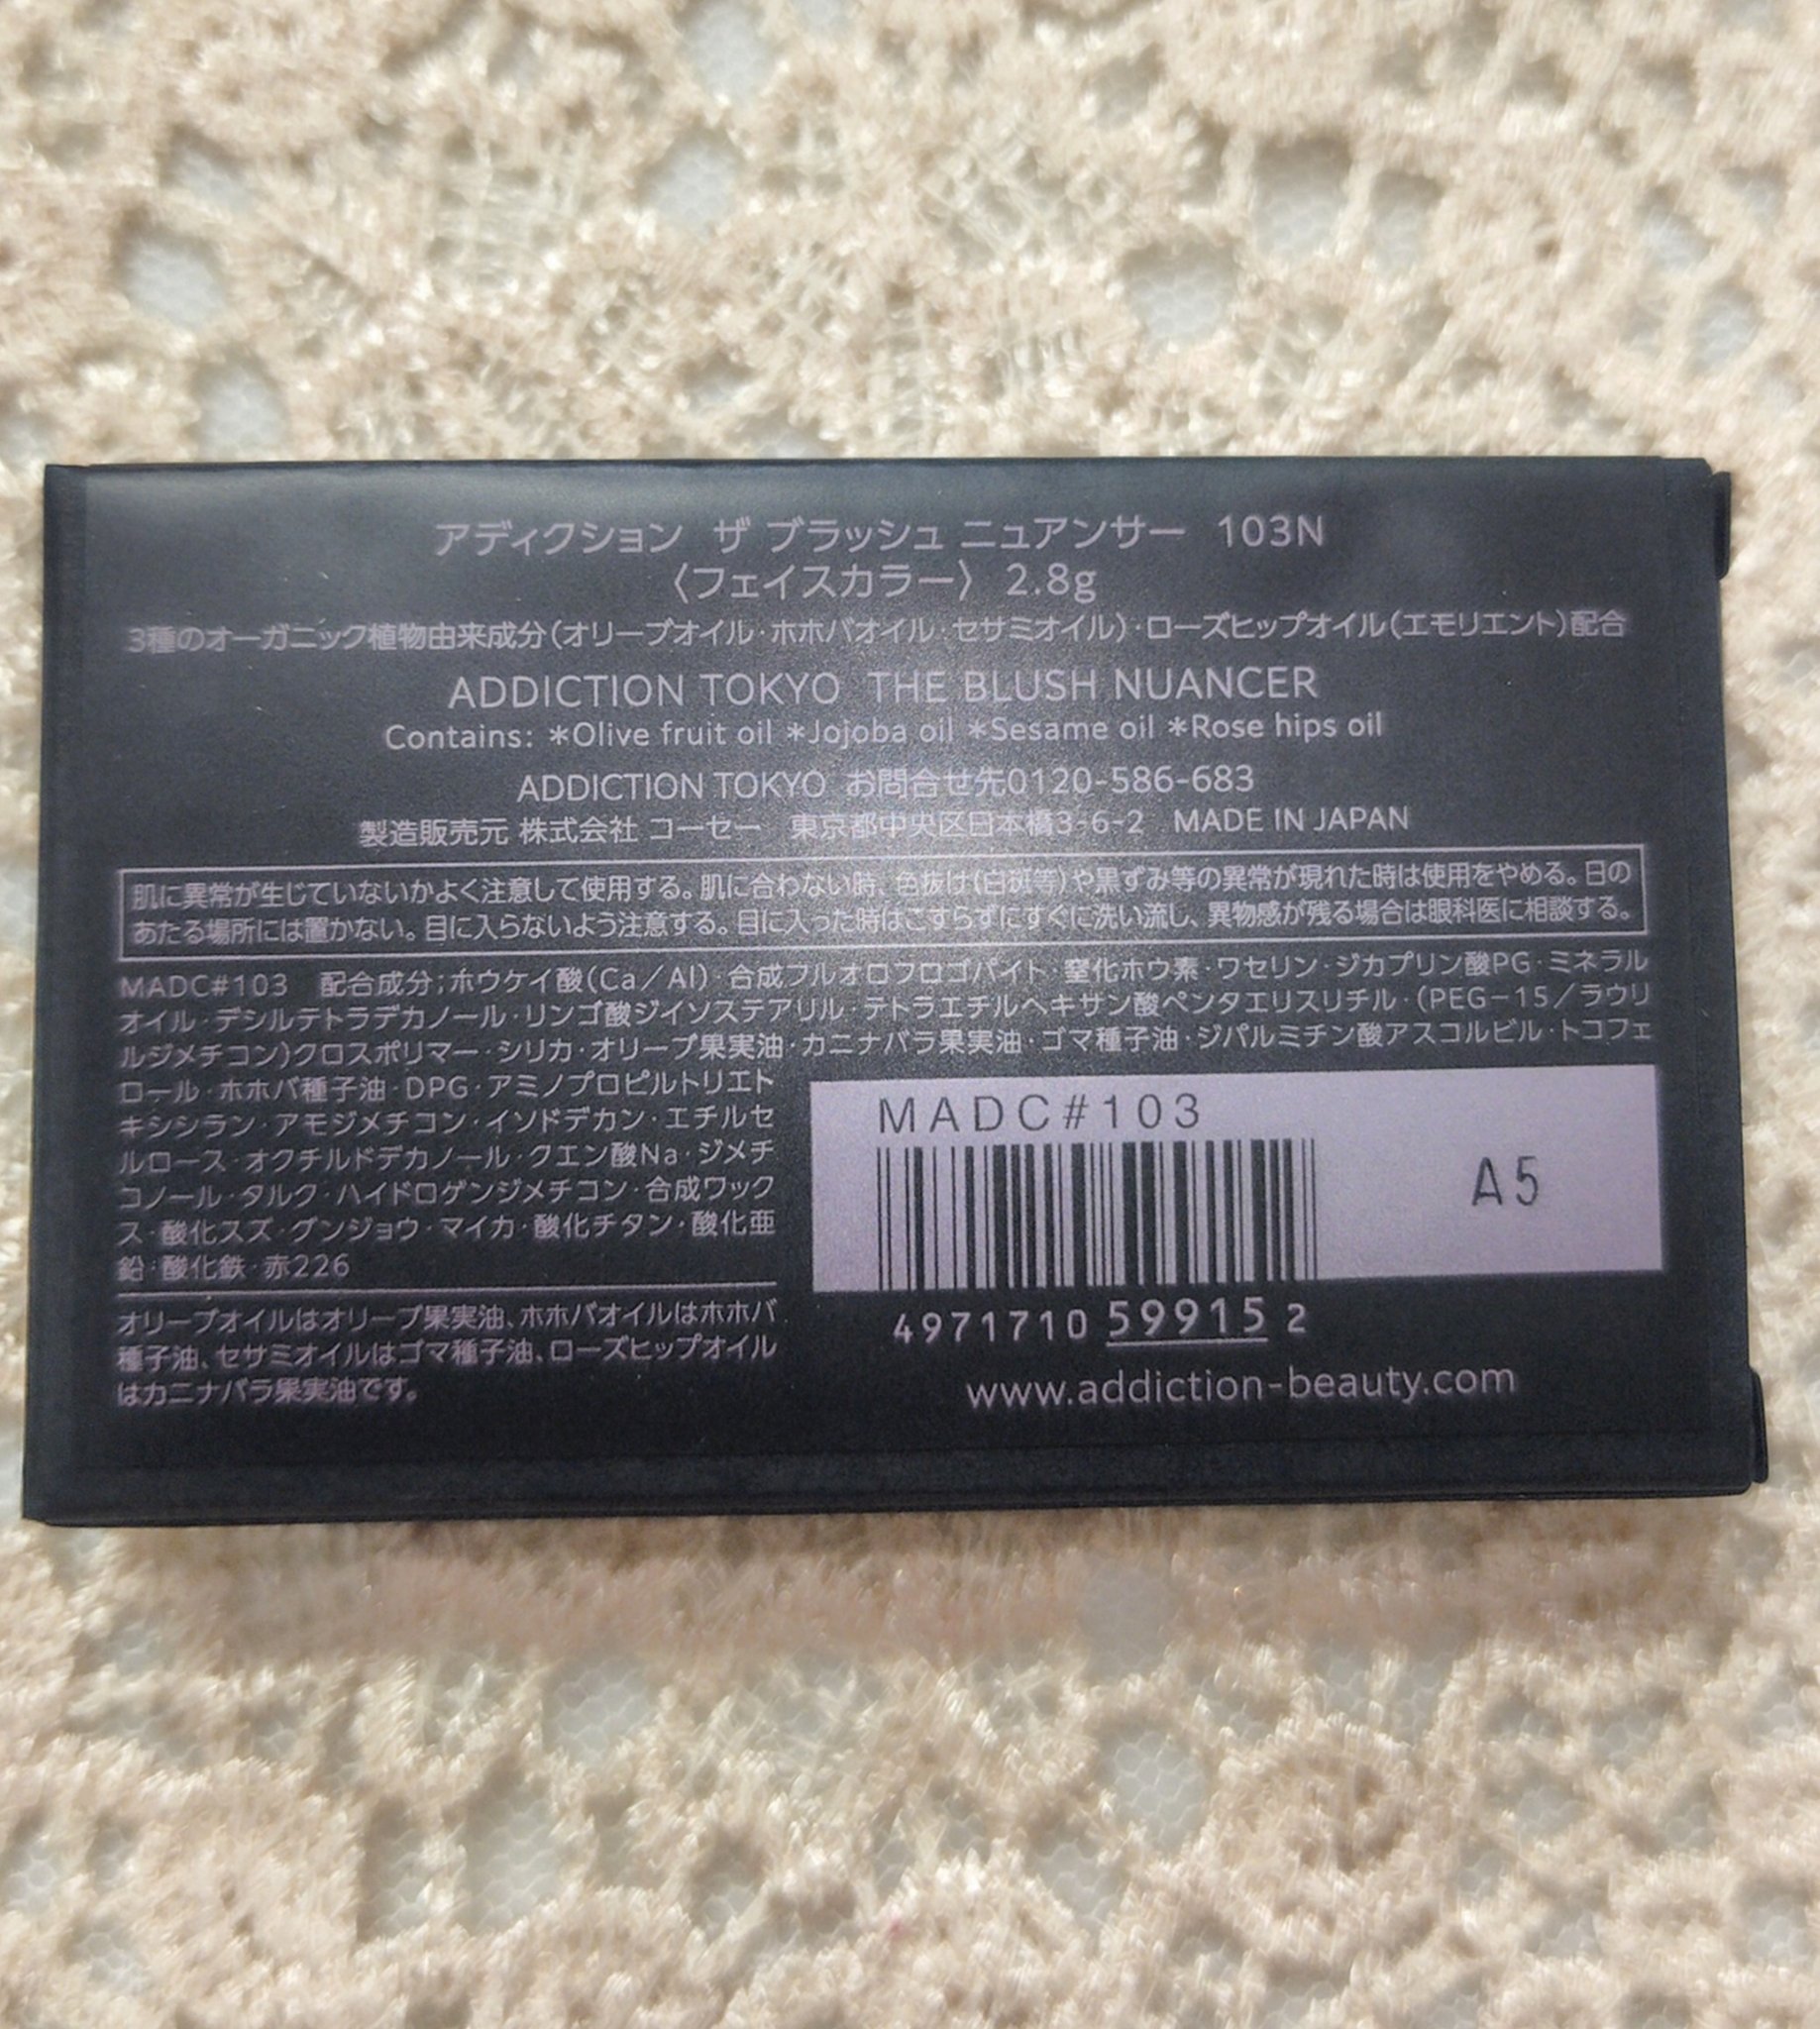 アディクション ザ ブラッシュ ニュアンサー 103N
〈フェイスカラー〉 2.8g
3種のオーガニック植物由来成分(オリーブオイル・ホホバオイル・セサミオイル)・ローズヒップオイル(エモリエント)配合
ADDICTION TOKYO THE BLUSH NUANCER
Contains: *Olive fruit oil *Jojoba oil *Sesame oil *Rose hips oil
ADDICTION TOKYO お問合せ先0120-586-683
製造販売元 株式会社 コーセー 東京都中央区日本橋3-6-2 MADE IN JAPAN
肌に異常が生じていないかよく注意して使用する。肌に合わない時、色抜け(白斑等)や黒ずみ等の異常が現れた時は使用をやめる。日の
あたる場所には置かない。目に入らないよう注意する。目に入った時はこすらずにすぐに洗い流し、異物感が残る場合は眼科医に相談する。
MADC#103 配合成分;ホウケイ酸(Ca/Al)・合成フルオロフロゴパイト・窒化ホウ素・ワセリン・ジカプリン酸PG・ミネラル
オイル・デシルテトラデカノール・リンゴ酸ジイソステアリル・テトラエチルヘキサン酸ペンタエリスリチル・(PEG-15/ラウリ
ルジメチコン)クロスポリマー・シリカ・オリーブ果実油・カニナバラ果実油・ゴマ種子油・ジパルミチン酸アスコルビル・トコフェ
ロール・ホホバ種子油・DPG・アミノプロピルトリエト
キシシラン・アモジメチコン・イソドデカン・エチルセ
ルロース・オクチルドデカノール・クエン酸Na・ジメチ
コノール・タルク・ハイドロゲンジメチコン・合成ワック
ス・酸化スズ・グンジョウ・マイカ・酸化チタン・酸化亜
鉛・酸化鉄・赤226
オリーブオイルはオリーブ果実油、ホホバオイルはホホバ
種子油、セサミオイルはゴマ種子油、ローズヒップオイル
はカニナバラ果実油です。
MADC#103
A5
4971710 59915 2
www.addiction-beauty.com